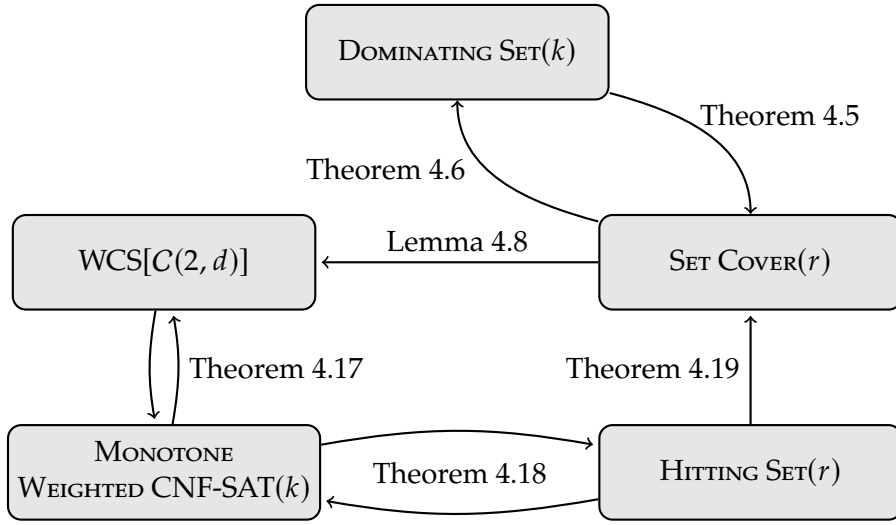 DOMINATING SET(k)
Theorem 4.5
Theorem 4.6
WCS[C(2, d)]
Lemma 4.8
SET COVER(r)
Theorem 4.17
Theorem 4.19
MONOTONE
WEIGHTED CNF-SAT(k)
Theorem 4.18
HITTING SET(r)